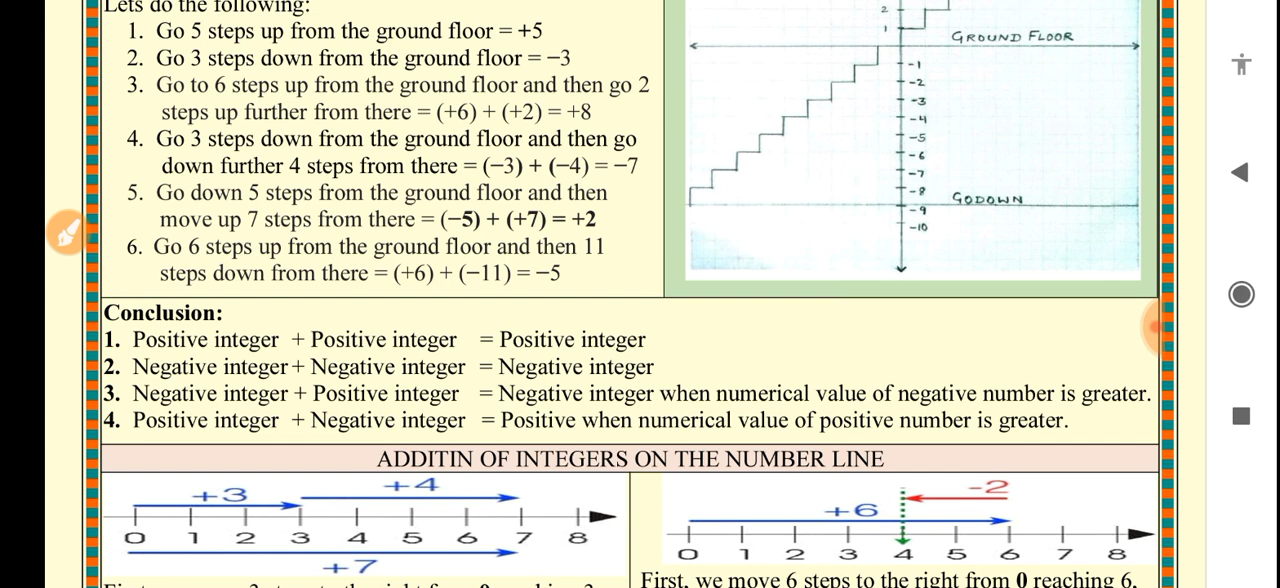 Lets do the following:
1. Go 5 steps up from the ground floor = +5
2. Go 3 steps down from the ground floor = −3
3. Go to 6 steps up from the ground floor and then go 2
steps up further from there = (+6) + (+2) = +8
4. Go 3 steps down from the ground floor and then go
down further 4 steps from there = (−3) + (−4) = −7
5. Go down 5 steps from the ground floor and then
move up 7 steps from there = (−5) + (+7) = +2
6. Go 6 steps up from the ground floor and then 11
steps down from there = (+6) + (−11) = −5
2
1
GROUND FLOOR
-1
-2
-3
-4
-5
-6
-7
-8
GODOWN
-9
-10
Conclusion:
1. Positive integer + Positive integer = Positive integer
2. Negative integer + Negative integer = Negative integer
3. Negative integer + Positive integer = Negative integer when numerical value of negative number is greater.
4. Positive integer + Negative integer = Positive when numerical value of positive number is greater.
ADDITIN OF INTEGERS ON THE NUMBER LINE
+3 +4
0 1 2 3 4 5 6 7 8
+7
-2
+6
0 1 2 3 4 5 6 7 8
First, we move 6 steps to the right from 0 reaching 6.